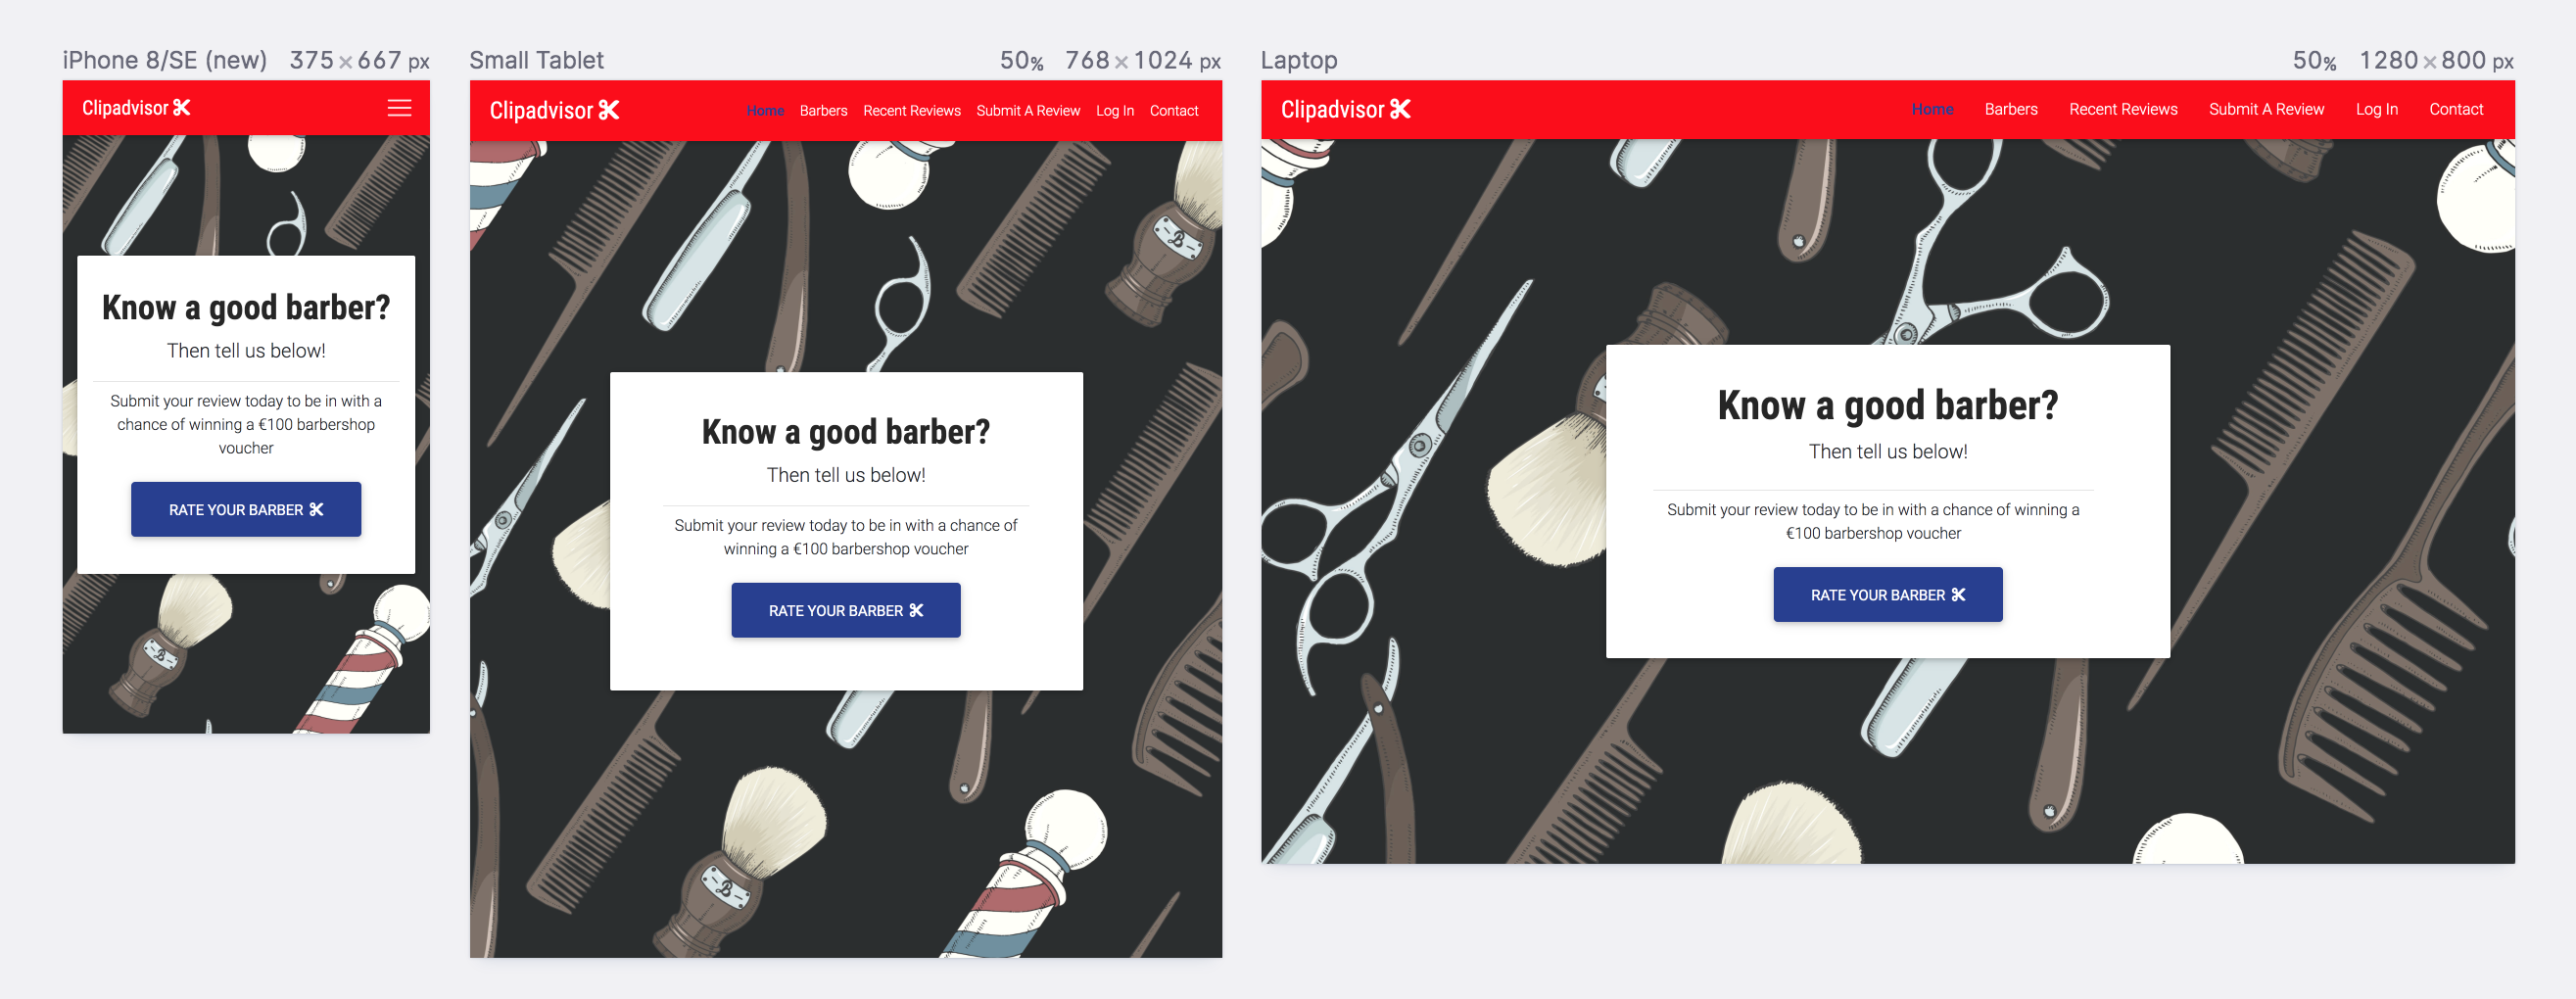 iPhone 8/SE (new) 375×667 px
Clipadvisor
Know a good barber?
Then tell us below!
Submit your review today to be in with a
chance of winning a €100 barbershop
voucher
RATE YOUR BARBER
B
Small Tablet 50% 768×1024 px
Clipadvisor Home Barbers Recent Reviews Submit A Review Log In Contact
B
Know a good barber?
Then tell us below!
Submit your review today to be in with a chance of
winning a €100 barbershop voucher
RATE YOUR BARBER
B
Laptop 50% 1280×800 px
Clipadvisor Home Barbers Recent Reviews Submit A Review Log In Contact
Know a good barber?
Then tell us below!
Submit your review today to be in with a chance of winning a
€100 barbershop voucher
RATE YOUR BARBER